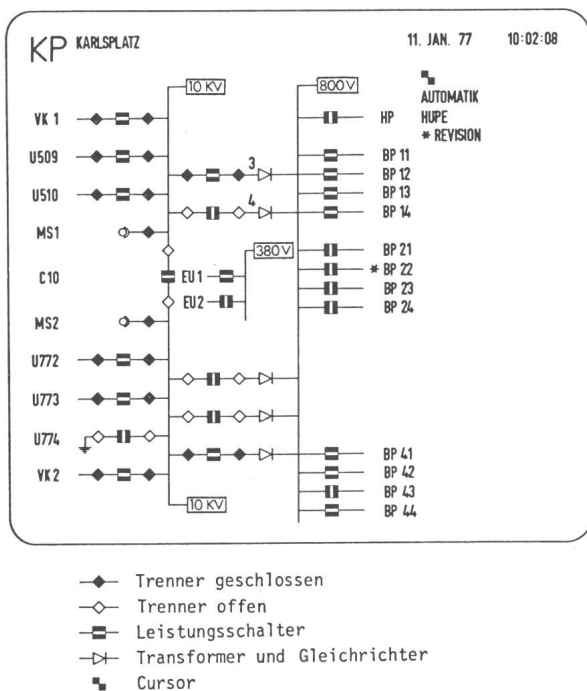 KP KARLSPLATZ
11. JAN. 77 10:02:08
10 KV
800 V
AUTOMATIK
VK 1
HP HUPE
* REVISION
U509
BP 11
3
BP 12
U510
BP 13
4
BP 14
MS1
380 V
BP 21
C10
EU 1
* BP 22
EU 2
BP 23
BP 24
MS2
U772
U773
U774
BP 41
VK 2
BP 42
BP 43
10 KV
BP 44
Trenner geschlossen
Trenner offen
Leistungsschalter
Transformer und Gleichrichter
Cursor